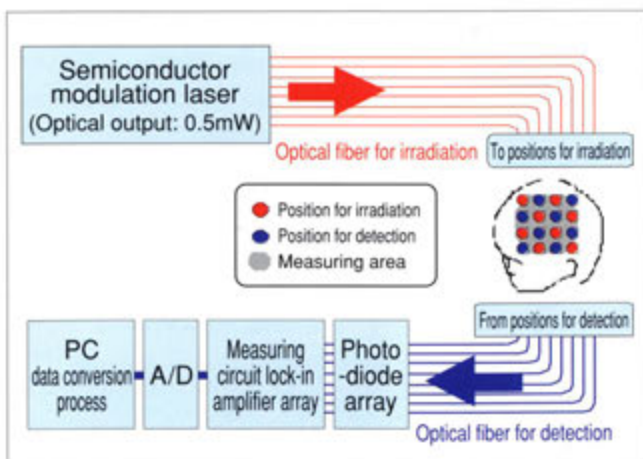 Semiconductor
modulation laser
(Optical output: 0.5mW)
Optical fiber for irradiation
To positions for irradiation
Position for irradiation
Position for detection
Measuring area
From positions for detection
PC
data conversion
process
A/D
Measuring
circuit lock-in
amplifier array
Photo
-diode
array
Optical fiber for detection